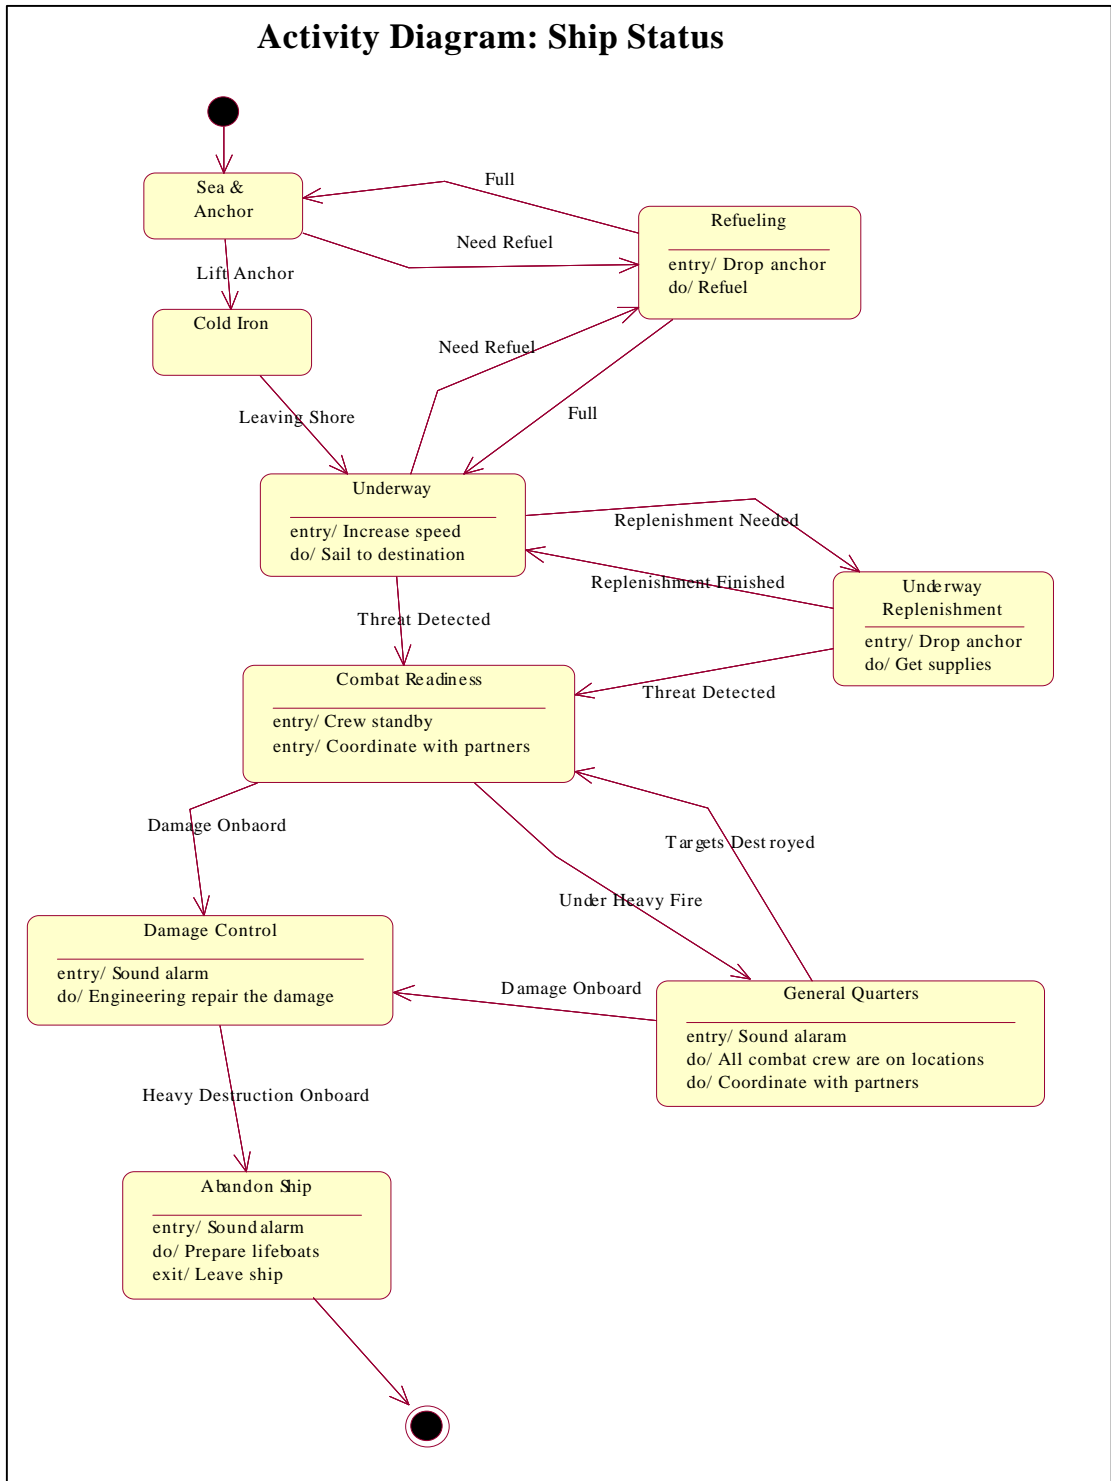 Activity Diagram: Ship Status
Sea &
Anchor
Full
Need Refuel
Refueling
entry/ Drop anchor
do/ Refuel
Lift Anchor
Cold Iron
Need Refuel
Full
Leaving Shore
Underway
entry/ Increase speed
do/ Sail to destination
Replenishment Needed
Replenishment Finished
Underway
Replenishment
entry/ Drop anchor
do/ Get supplies
Threat Detected
Threat Detected
Combat Readiness
entry/ Crew standby
entry/ Coordinate with partners
Damage Onbaord
Targets Destroyed
Under Heavy Fire
Damage Control
entry/ Sound alarm
do/ Engineering repair the damage
Damage Onboard
General Quarters
entry/ Sound alaram
do/ All combat crew are on locations
do/ Coordinate with partners
Heavy Destruction Onboard
Abandon Ship
entry/ Sound alarm
do/ Prepare lifeboats
exit/ Leave ship